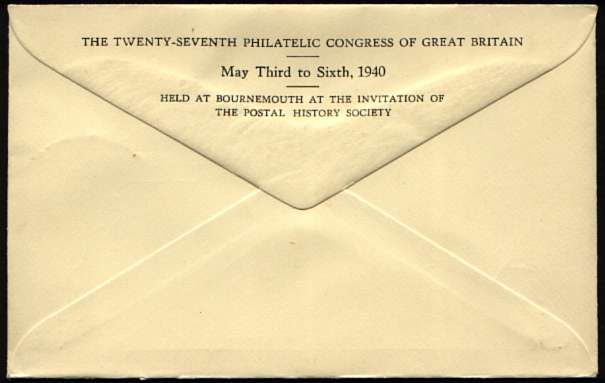 THE TWENTY-SEVENTH PHILATELIC CONGRESS OF GREAT BRITAIN
May Third to Sixth, 1940
HELD AT BOURNEMOUTH AT THE INVITATION OF
THE POSTAL HISTORY SOCIETY